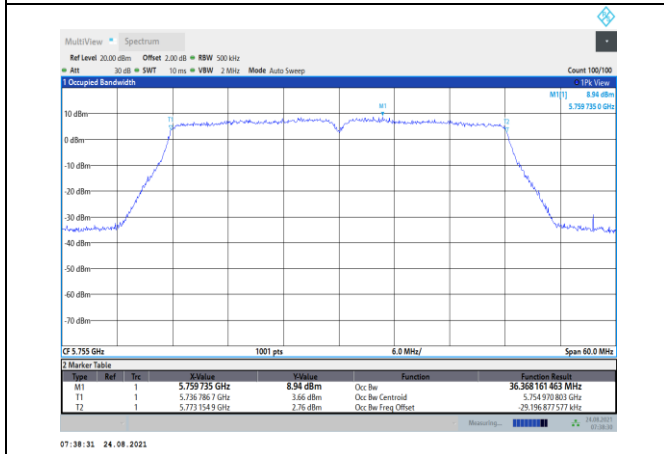 MultiView Spectrum
Ref Level 20.00 dBm Offset 2.00 dB RBW 500 kHz
Att 30 dB SWT 10 ms VBW 2 MHz Mode Auto Sweep Count 100/100
1 Occupied Bandwidth 1Pk View
M1[1] 8.94 dBm
5.759 735 0 GHz
M1
T1
T2
10 dBm
0 dBm
-10 dBm
-20 dBm
-30 dBm
-40 dBm
-50 dBm
-60 dBm
-70 dBm
CF 5.755 GHz 1001 pts 6.0 MHz/ Span 60.0 MHz
2 Marker Table
Type Ref Trc X-Value Y-Value Function Function Result
M1 1 5.759 735 GHz 8.94 dBm Occ Bw 36.368 161 463 MHz
T1 1 5.736 786 7 GHz 3.66 dBm Occ Bw Centroid 5.754 970 803 GHz
T2 1 5.773 154 9 GHz 2.76 dBm Occ Bw Freq Offset -29.196 877 577 kHz
Measuring... 24.08.2021
07:38:30
07:38:31 24.08.2021